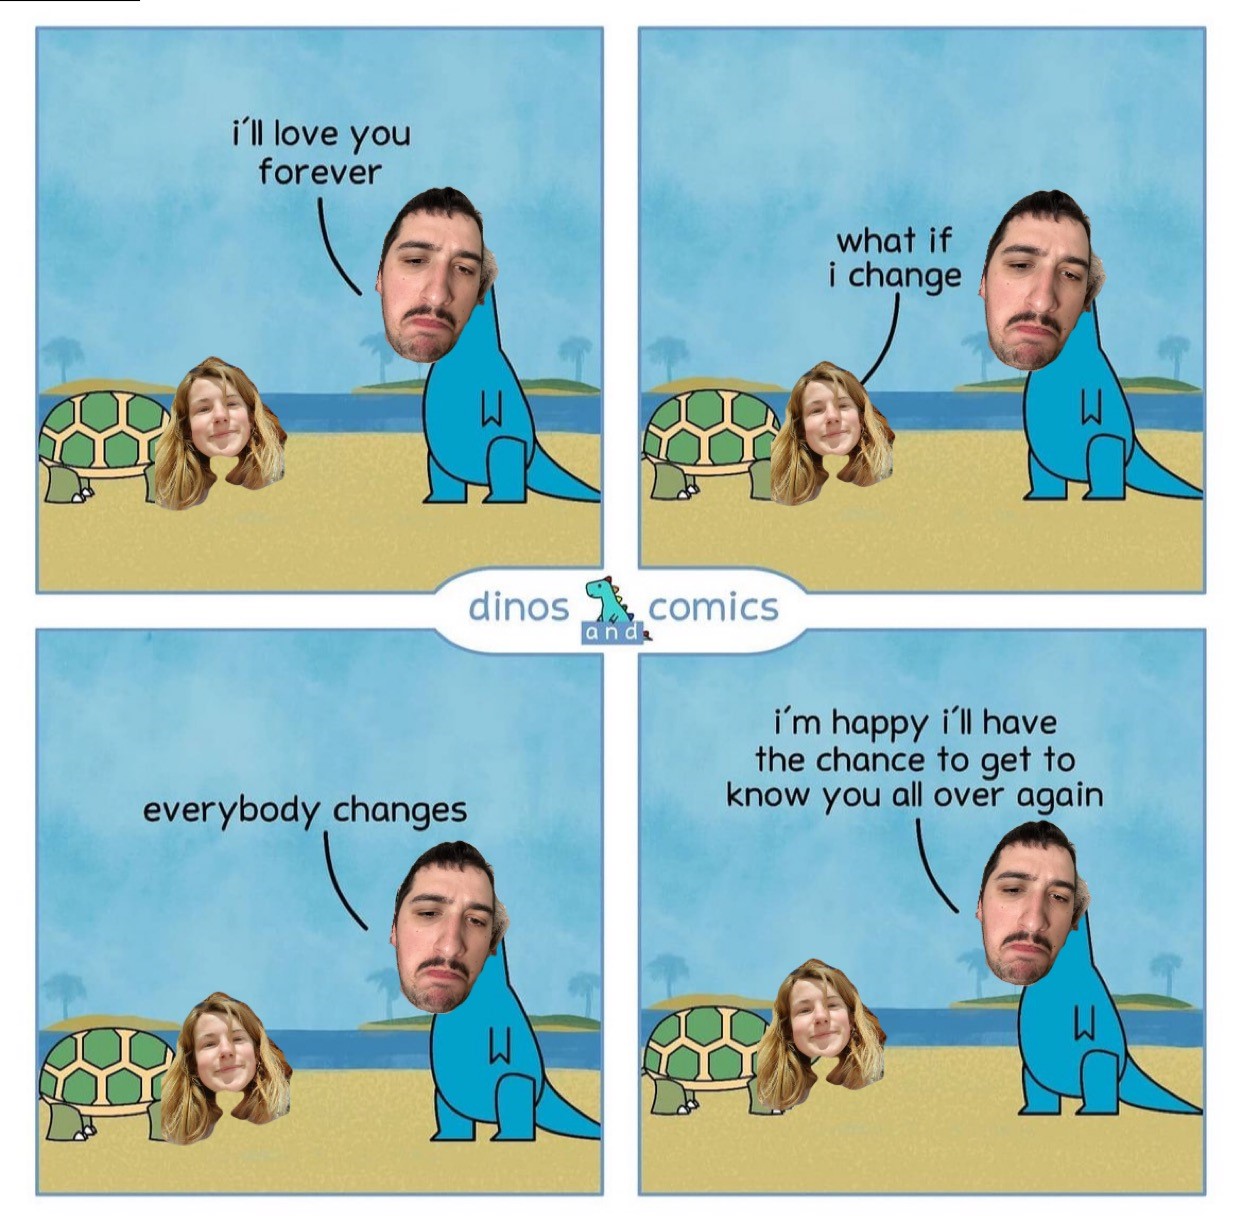 i´ll love you
forever
what if
i change
dinos and comics
everybody changes
i´m happy i´ll have
the chance to get to
know you all over again